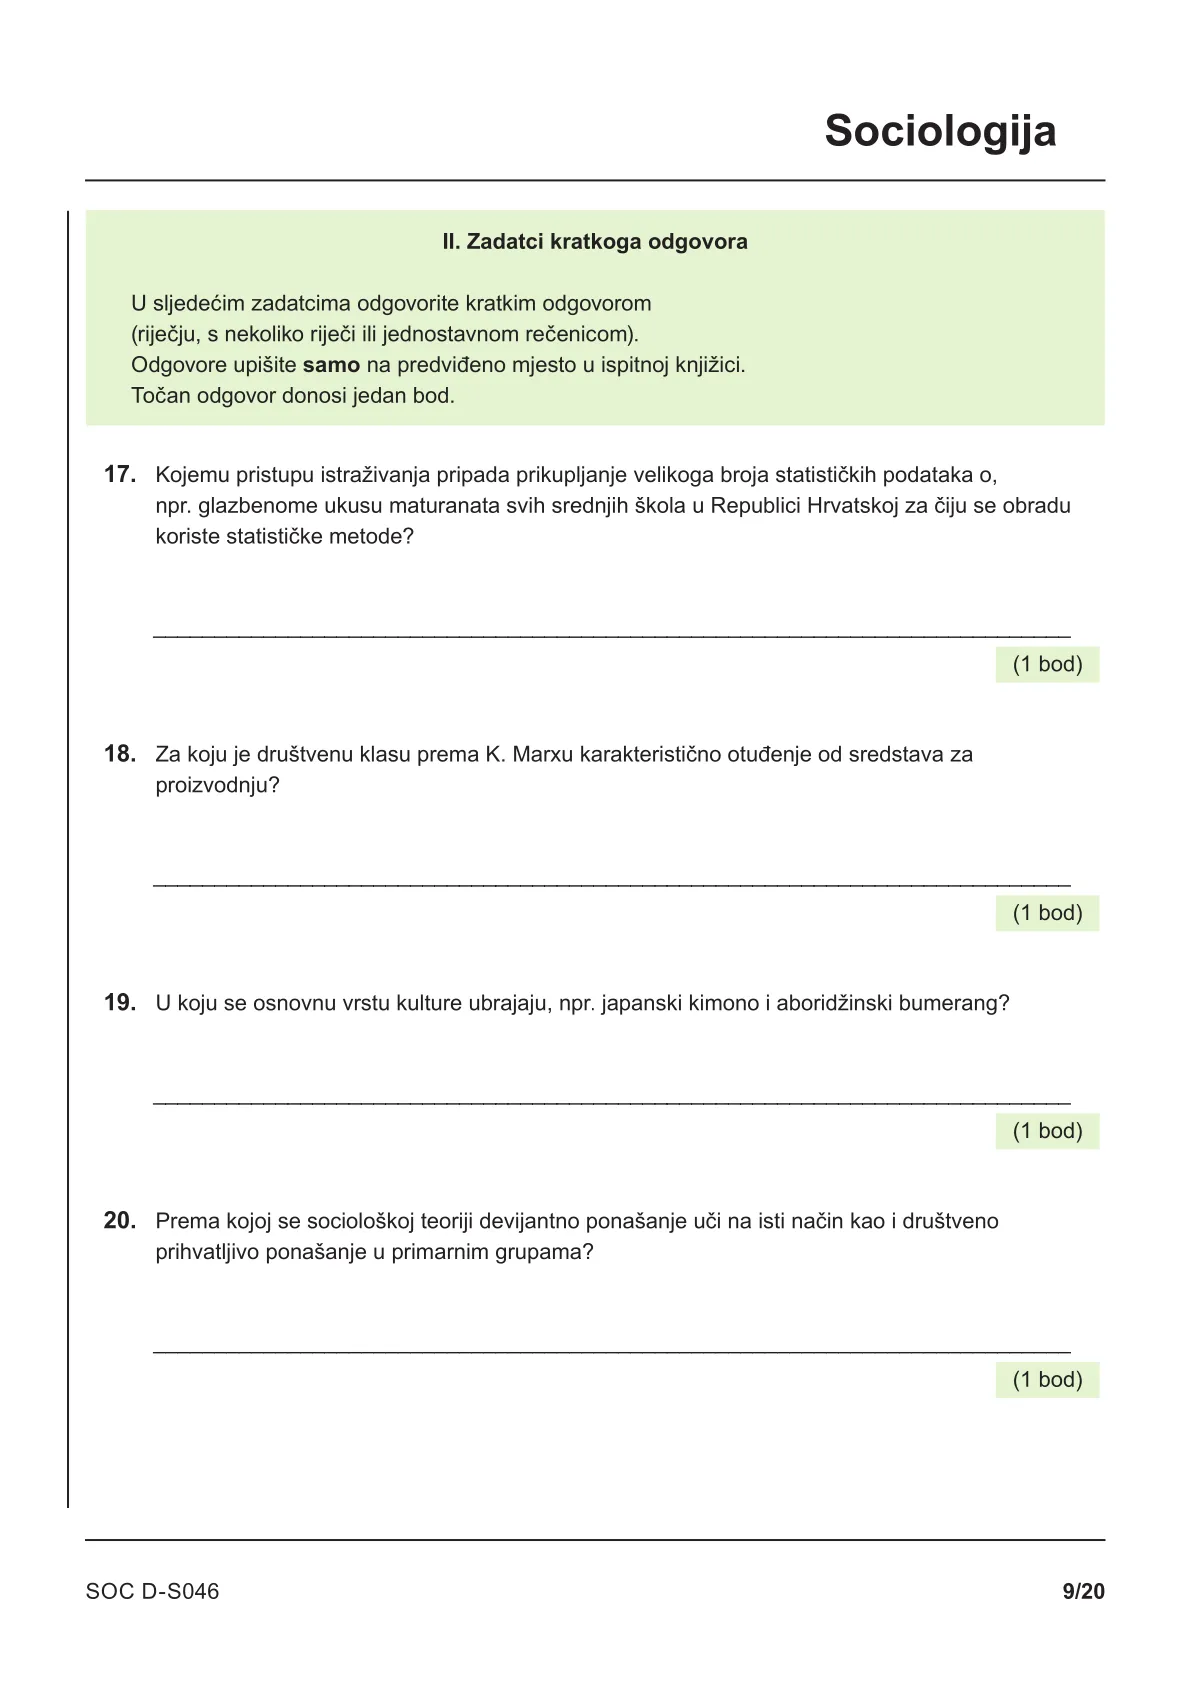 Sociologija
II. Zadatci kratkoga odgovora
U sljedećim zadatcima odgovorite kratkim odgovorom
(riječju, s nekoliko riječi ili jednostavnom rečenicom).
Odgovore upišite samo na predviđeno mjesto u ispitnoj knjižici.
Točan odgovor donosi jedan bod.
17. Kojemu pristupu istraživanja pripada prikupljanje velikoga broja statističkih podataka o,
npr. glazbenome ukusu maturanata svih srednjih škola u Republici Hrvatskoj za čiju se obradu
koriste statističke metode?
(1 bod)
18. Za koju je društvenu klasu prema K. Marxu karakteristično otuđenje od sredstava za
proizvodnju?
(1 bod)
19. U koju se osnovnu vrstu kulture ubrajaju, npr. japanski kimono i aboridžinski bumerang?
(1 bod)
20. Prema kojoj se sociološkoj teoriji devijantno ponašanje uči na isti način kao i društveno
prihvatljivo ponašanje u primarnim grupama?
(1 bod)
SOC D-S046
9/20